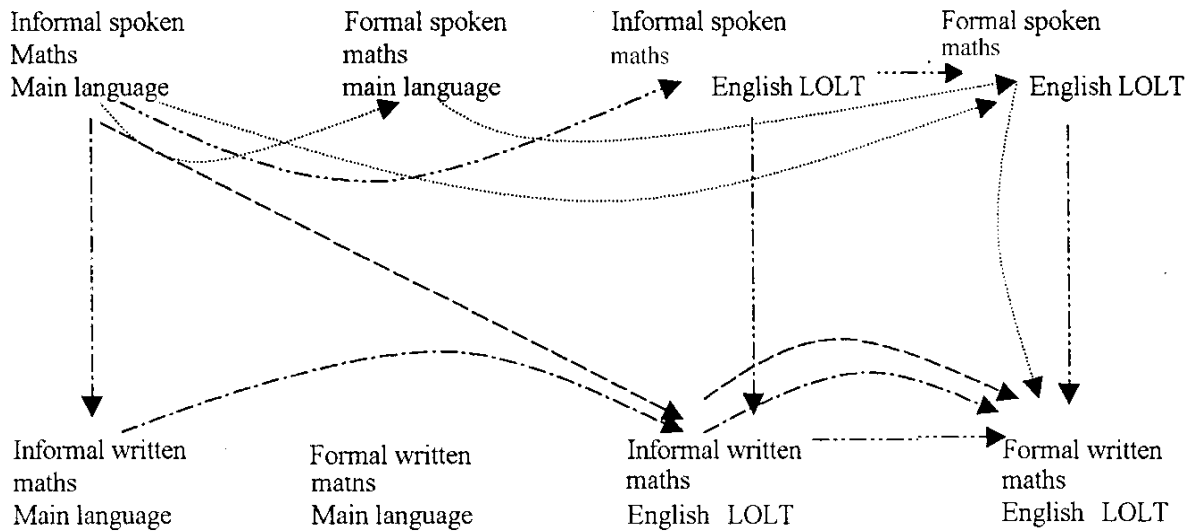 Informal spoken
Maths
Main language
Formal spoken
maths
main language
Informal spoken
maths
English LOLT
Formal spoken
maths
English LOLT
Informal written
maths
Main language
Formal written
matns
Main language
Informal written
maths
English LOLT
Formal written
maths
English LOLT